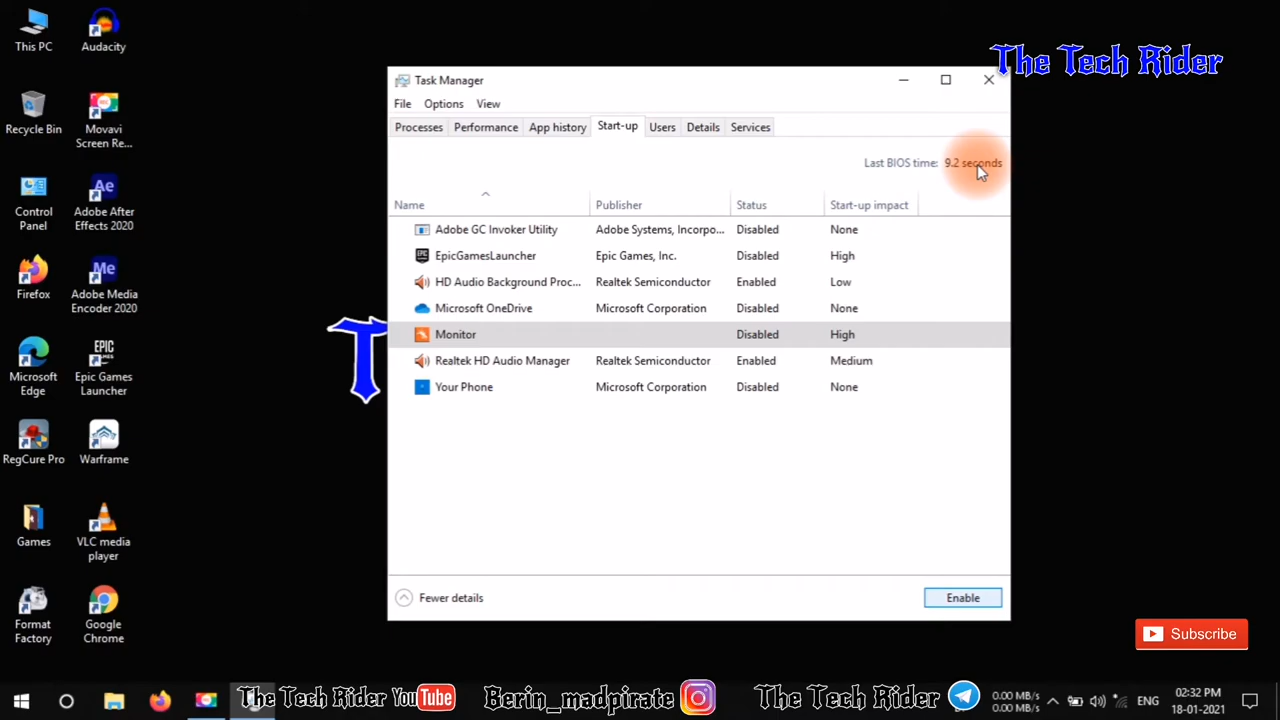 This PC
Audacity
Recycle Bin
Movavi
Screen Re...
Control
Panel
Adobe After
Effects 2020
Firefox
Adobe Media
Encoder 2020
Microsoft
Edge
EPIC
GAMES
Epic Games
Launcher
RegCure Pro
Warframe
Games
VLC media
player
Format
Factory
Google
Chrome
The Tech Rider
Task Manager
File Options View
Processes Performance App history Start-up Users Details Services
Last BIOS time: 9.2 seconds
Name Publisher Status Start-up impact
Adobe GC Invoker Utility Adobe Systems, Incorpo... Disabled None
EpicGamesLauncher Epic Games, Inc. Disabled High
HD Audio Background Proc... Realtek Semiconductor Enabled Low
Microsoft OneDrive Microsoft Corporation Disabled None
Monitor Disabled High
Realtek HD Audio Manager Realtek Semiconductor Enabled Medium
Your Phone Microsoft Corporation Disabled None
T
Fewer details
Enable
Subscribe
The Tech Rider YouTube
Berin_madpirate
The Tech Rider
0.00 MB/s
0.00 MB/s
ENG
02:32 PM
18-01-2021